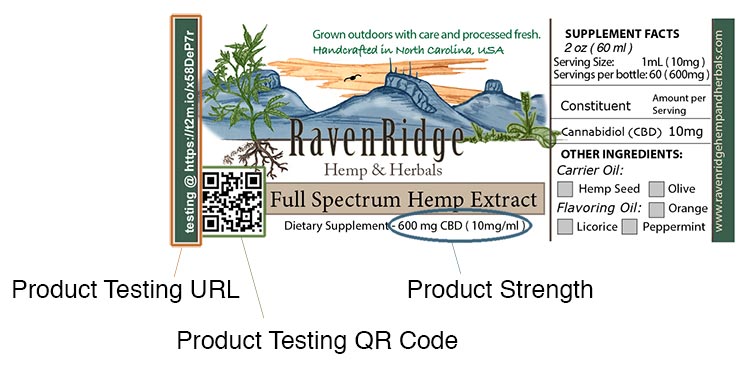 testing @ https://t2m.io/x58DeP7r
Grown outdoors with care and processed fresh.
Handcrafted in North Carolina, USA
RavenRidge
Hemp & Herbals
Full Spectrum Hemp Extract
Dietary Supplement - 600 mg CBD ( 10mg/ml )
SUPPLEMENT FACTS
2 oz ( 60 ml )
Serving Size: 1mL ( 10mg )
Servings per bottle: 60 ( 600mg )
Constituent Amount per
Serving
Cannabidiol (CBD) 10mg
OTHER INGREDIENTS:
Carrier Oil:
Hemp Seed Olive
Flavoring Oil: Orange
Licorice Peppermint
www.ravenridgehempandherbals.com
Product Testing URL
Product Strength
Product Testing QR Code